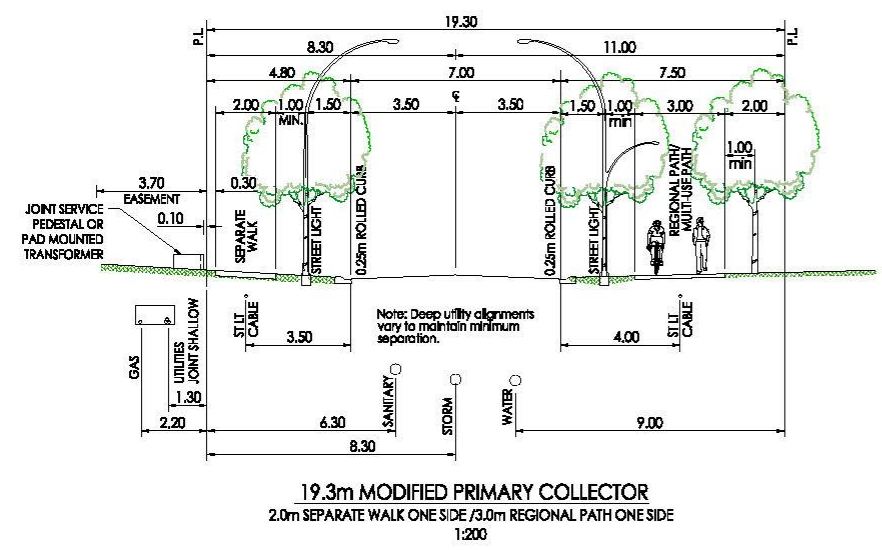 19.30
P.L
P.L
8.30
11.00
4.80
7.00
7.50
2.00
1.00
MIN.
1.50
3.50
℄
3.50
1.50
1.00
min
3.00
2.00
1.00
min
3.70
EASEMENT
0.30
JOINT SERVICE
PEDESTAL OR
PAD MOUNTED
TRANSFORMER
0.10
SEPARATE
WALK
STREET LIGHT
0.25m ROLLED CURB
0.25m ROLLED CURB
STREET LIGHT
REGIONAL PATH/
MULTI-USE PATH
ST LT
CABLE
3.50
Note: Deep utility alignments
vary to maintain minimum
separation.
4.00
ST LT
CABLE
GAS
UTILITIES
JOINT SHALLOW
1.30
2.20
6.30
SANITARY
STORM
WATER
9.00
8.30
19.3m MODIFIED PRIMARY COLLECTOR
2.0m SEPARATE WALK ONE SIDE /3.0m REGIONAL PATH ONE SIDE
1:200